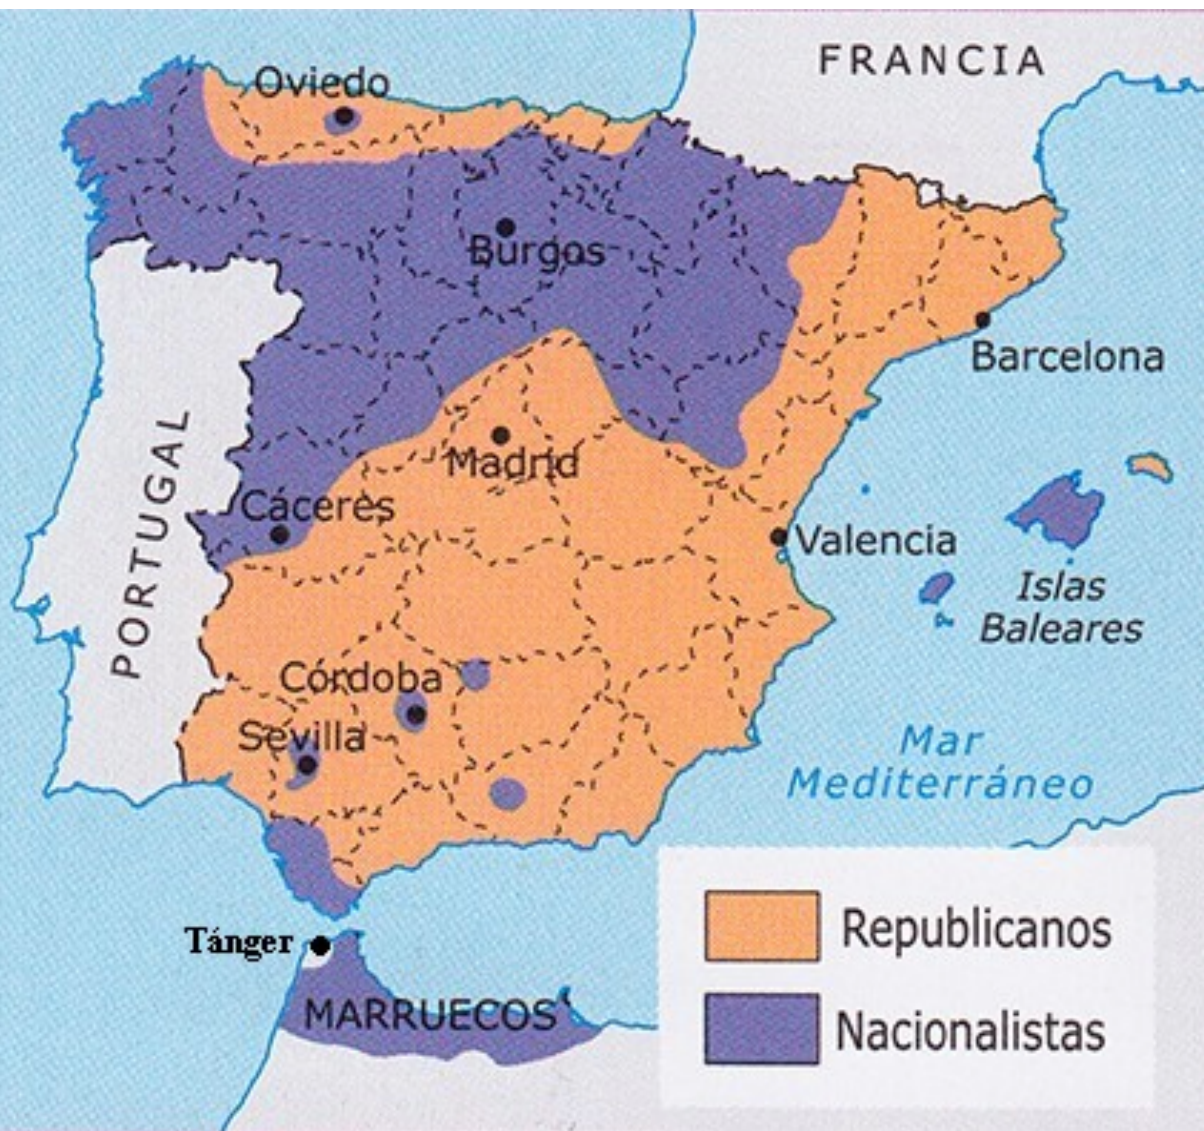 FRANCIA
Oviedo
Burgos
Barcelona
PORTUGAL
Madrid
Cáceres
Valencia
Islas
Baleares
Córdoba
Sevilla
Mar
Mediterráneo
Tánger
MARRUECOS
Republicanos
Nacionalistas